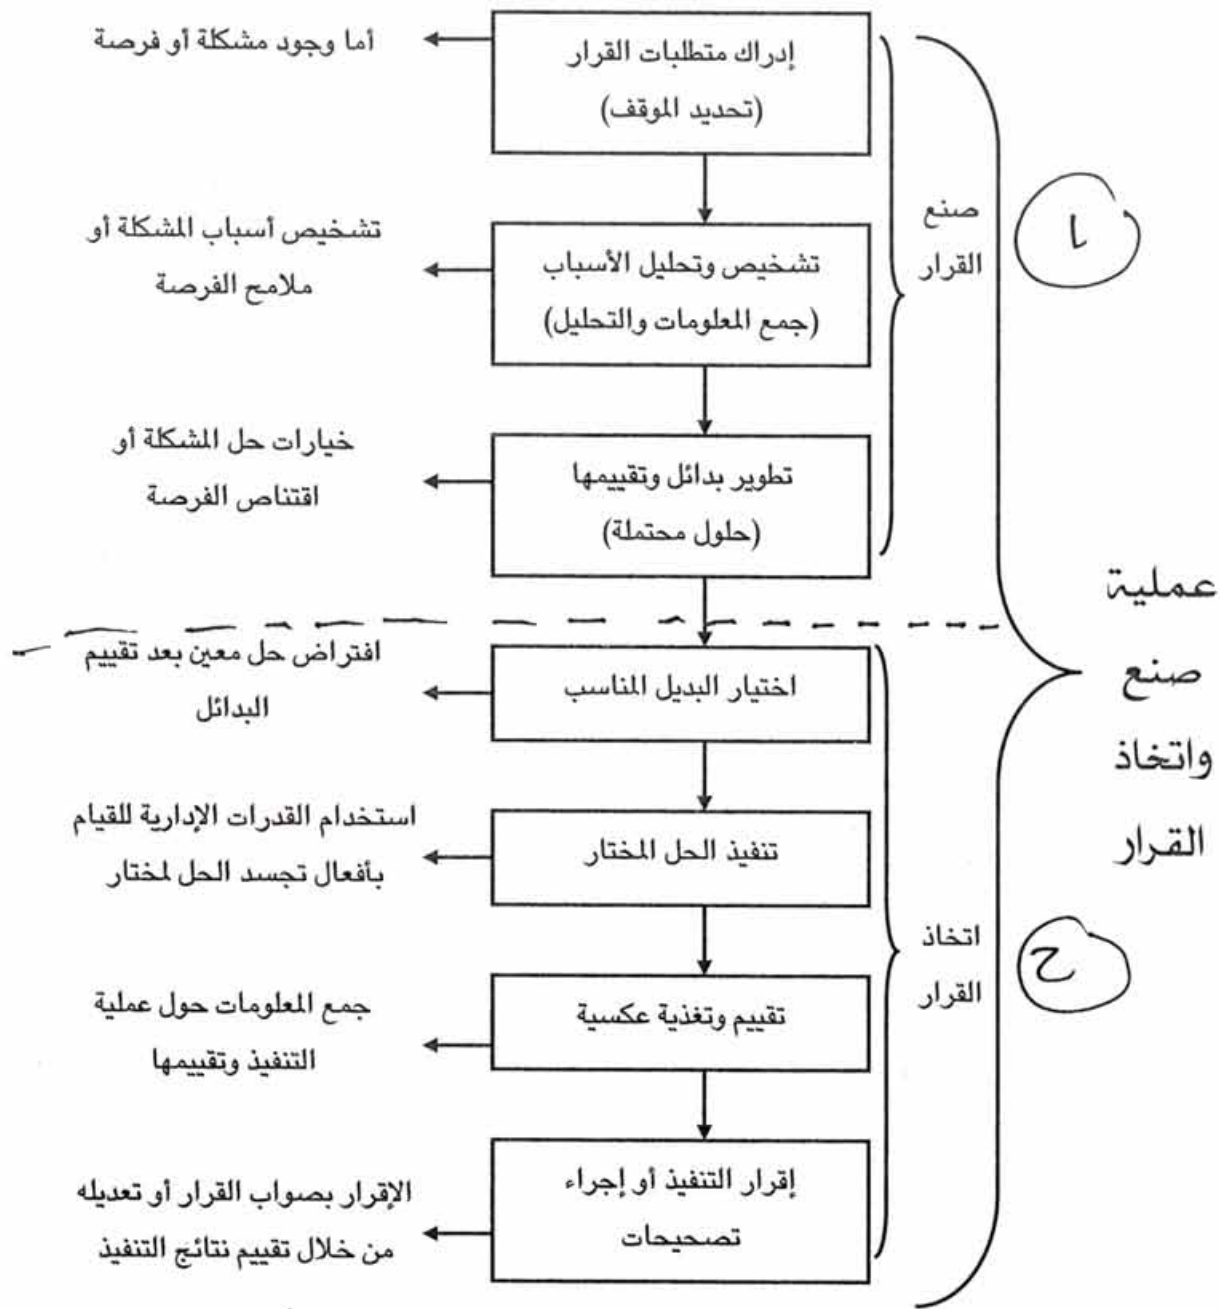 إدراك متطلبات القرار
(تحديد الموقف)
أما وجود مشكلة أو فرصة
تشخيص وتحليل الأسباب
(جمع المعلومات والتحليل)
تشخيص أسباب المشكلة أو
ملامح الفرصة
تطوير بدائل وتقييمها
(حلول محتملة)
خيارات حل المشكلة أو
اقتناص الفرصة
صنع
القرار
اختيار البديل المناسب
افتراض حل معين بعد تقييم
البدائل
تنفيذ الحل المختار
استخدام القدرات الإدارية للقيام
بأفعال تجسد الحل لمختار
تقييم وتغذية عكسية
جمع المعلومات حول عملية
التنفيذ وتقييمها
إقرار التنفيذ أو إجراء
تصحيحات
الإقرار بصواب القرار أو تعديله
من خلال تقييم نتائج التنفيذ
اتخاذ
القرار
عملية
صنع
واتخاذ
القرار